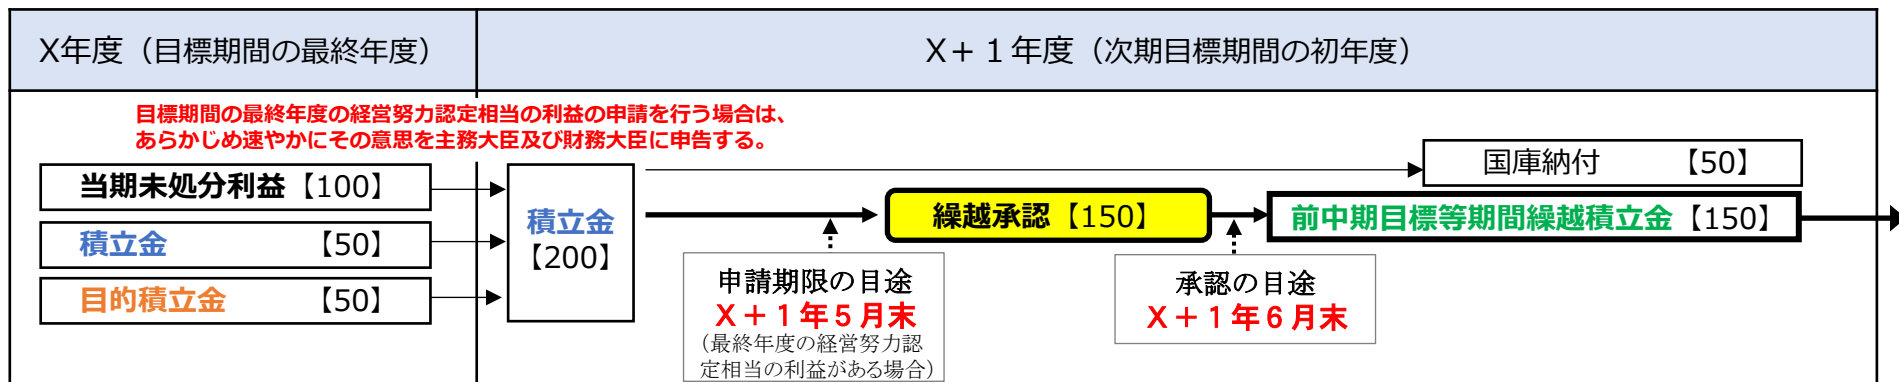 X年度（目標期間の最終年度）
X+１年度（次期目標期間の初年度）
目標期間の最終年度の経営努力認定相当の利益の申請を行う場合は、
あらかじめ速やかにその意思を主務大臣及び財務大臣に申告する。
当期未処分利益【100】
積立金 【50】
目的積立金 【50】
積立金
【200】
国庫納付 【50】
繰越承認【150】
前中期目標等期間繰越積立金【150】
申請期限の目途
X+１年５月末
（最終年度の経営努力認
定相当の利益がある場合）
承認の目途
X+１年６月末